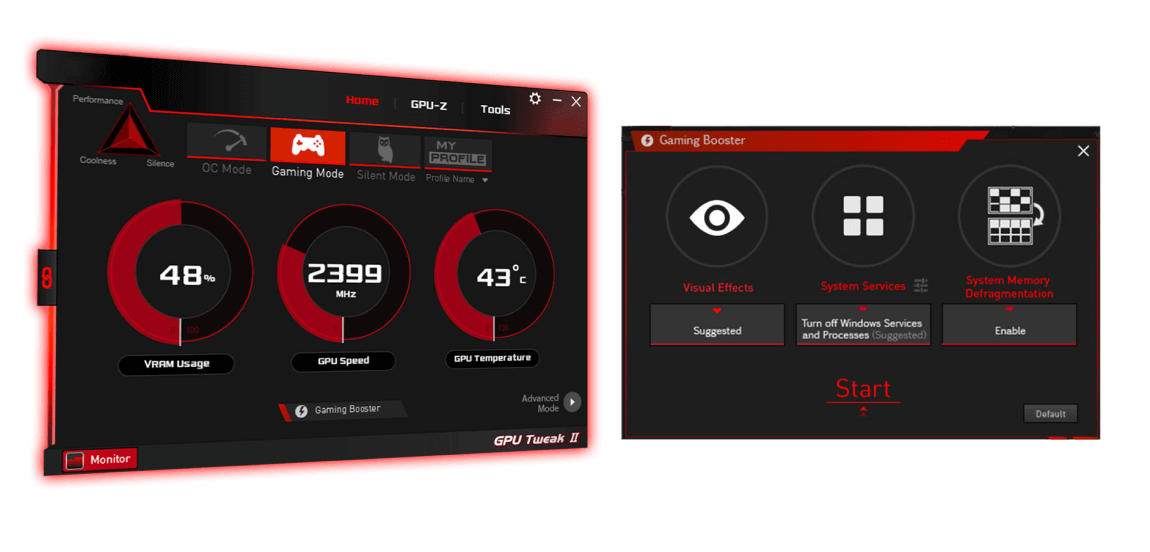 Performance
Coolness
Silence
Home
GPU-Z
Tools
OC Mode
Gaming Mode
Silent Mode
MY
PROFILE
Profile Name
48%
100
VRAM Usage
2399
MHz
GPU Speed
43°C
GPU Temperature
Gaming Booster
Advanced
Mode
GPU Tweak II
Monitor
Gaming Booster
Visual Effects
Suggested
System Services
Turn off Windows Services
and Processes (Suggested)
System Memory
Defragmentation
Enable
Start
Default